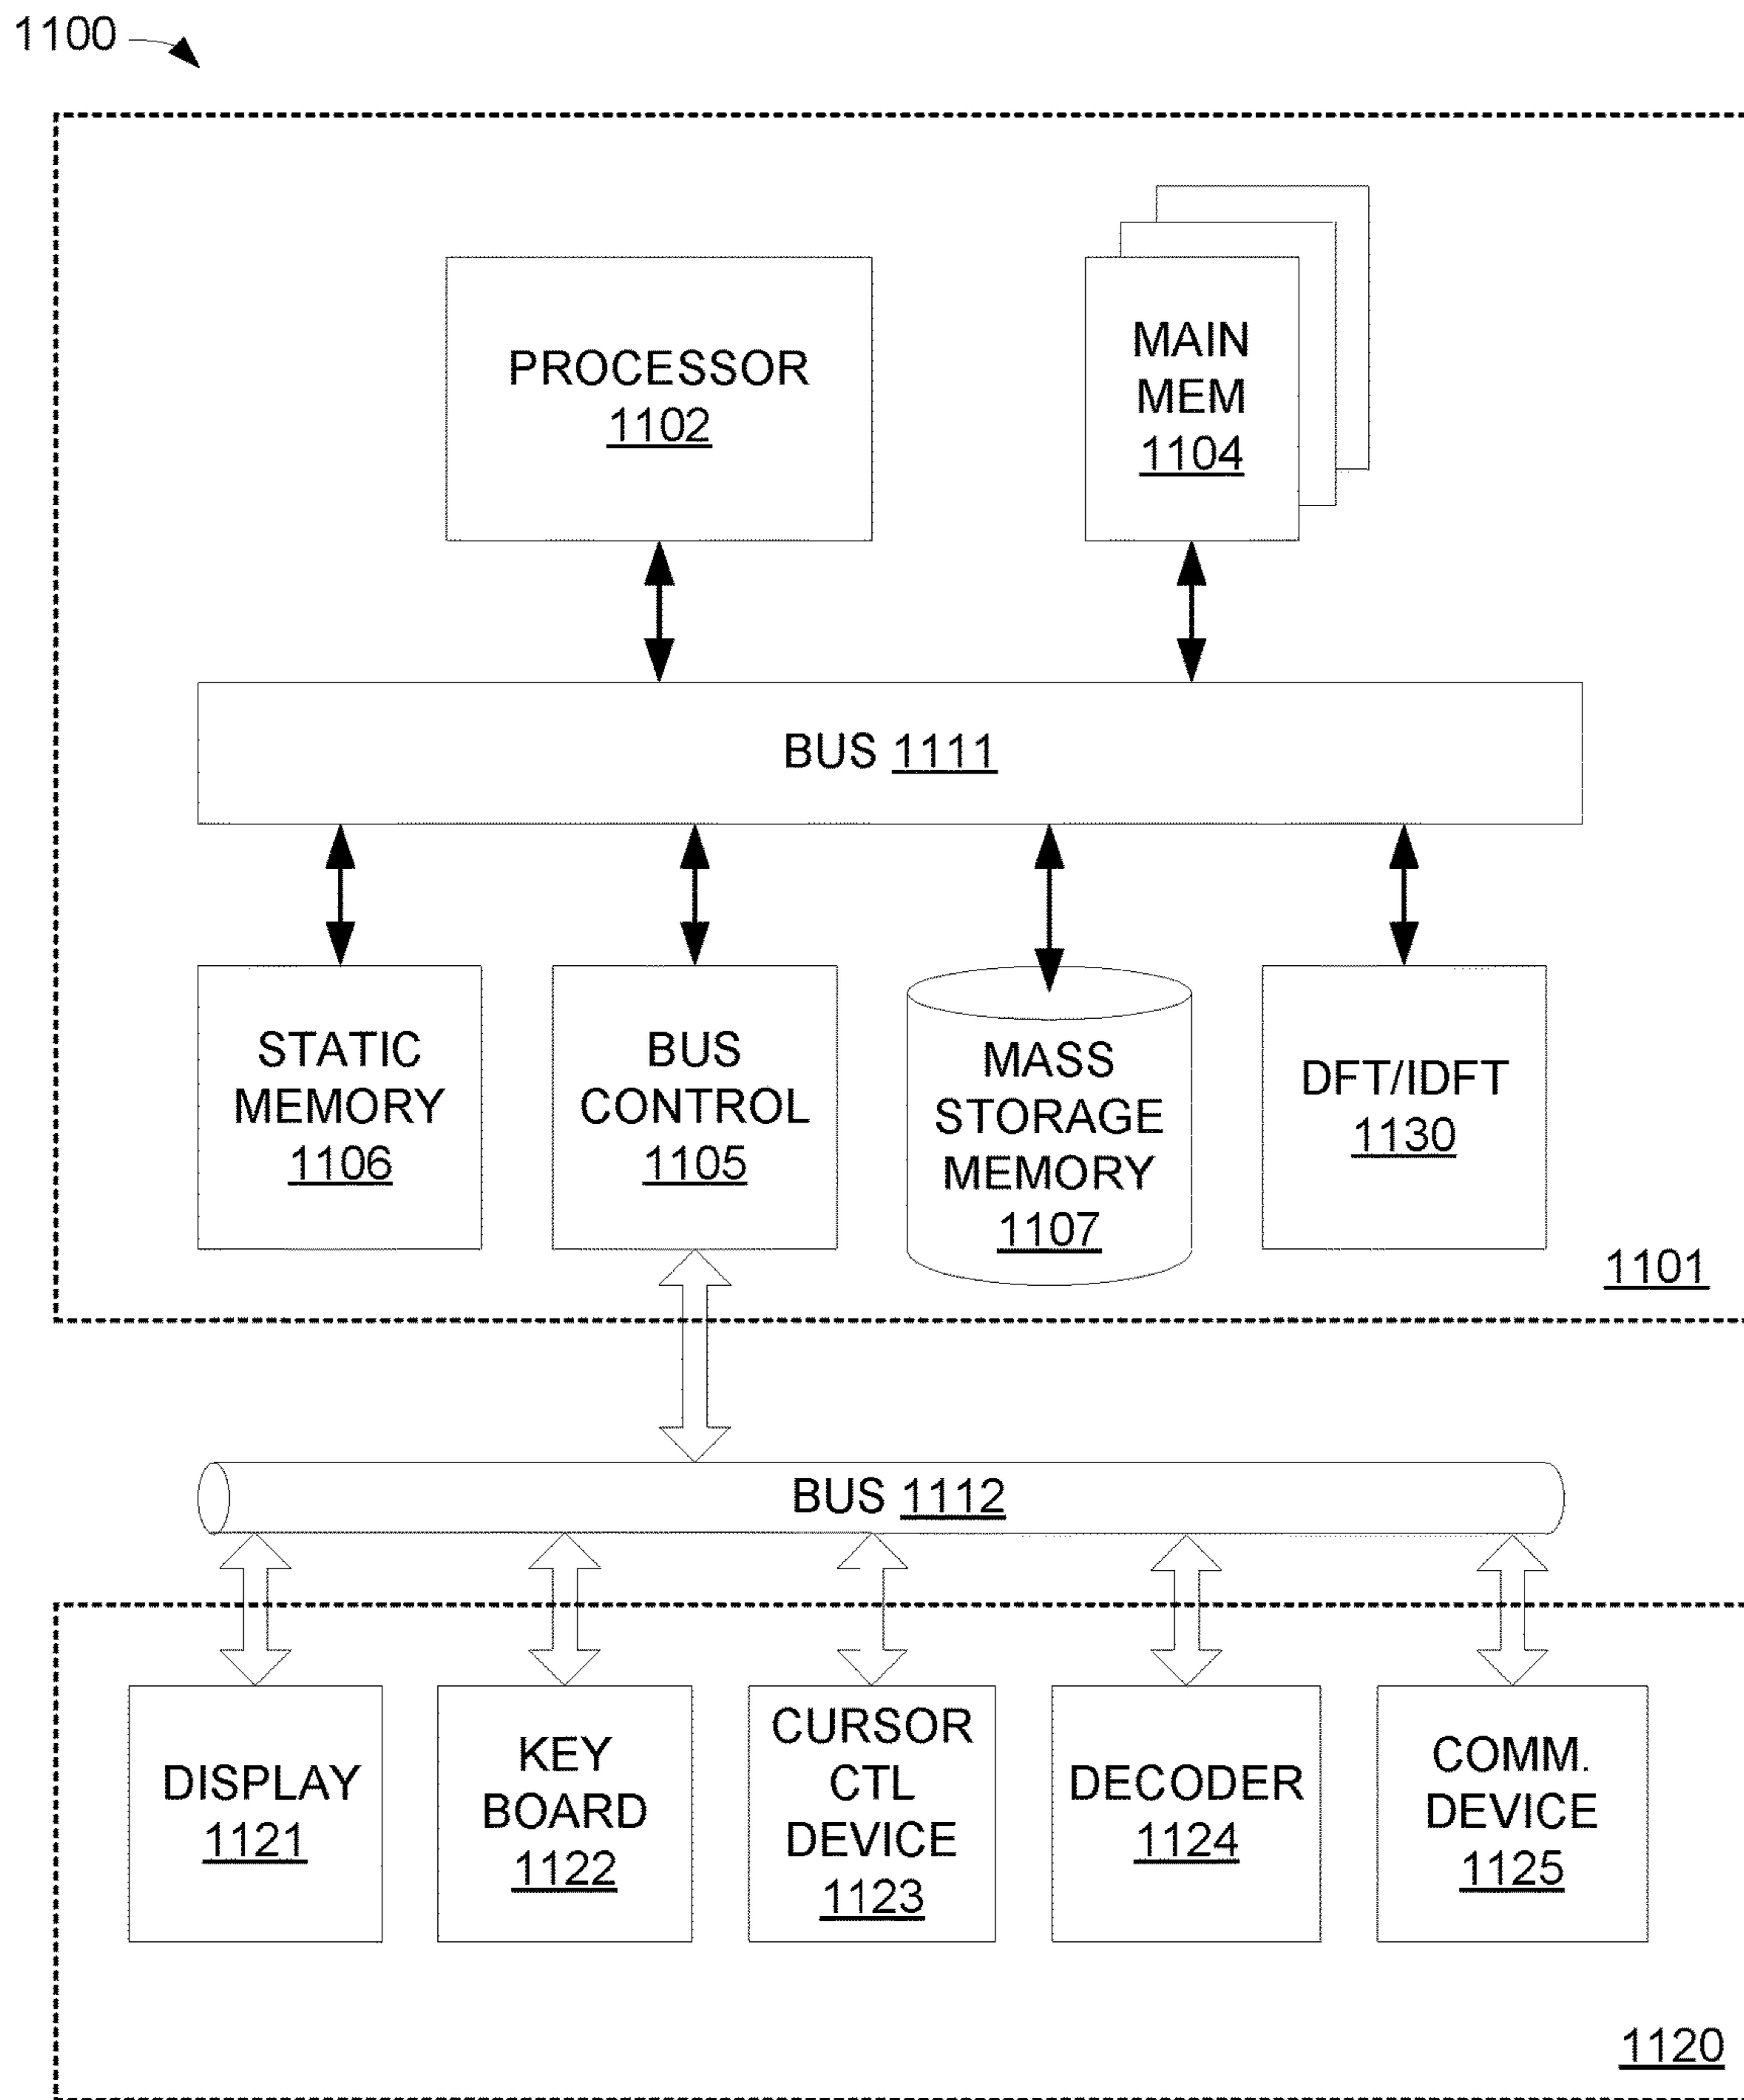 1100
PROCESSOR
1102
MAIN
MEM
1104
BUS 1111
STATIC
MEMORY
1106
BUS
CONTROL
1105
MASS
STORAGE
MEMORY
1107
DFT/IDFT
1130
1101
BUS 1112
DISPLAY
1121
KEY
BOARD
1122
CURSOR
CTL
DEVICE
1123
DECODER
1124
COMM.
DEVICE
1125
1120